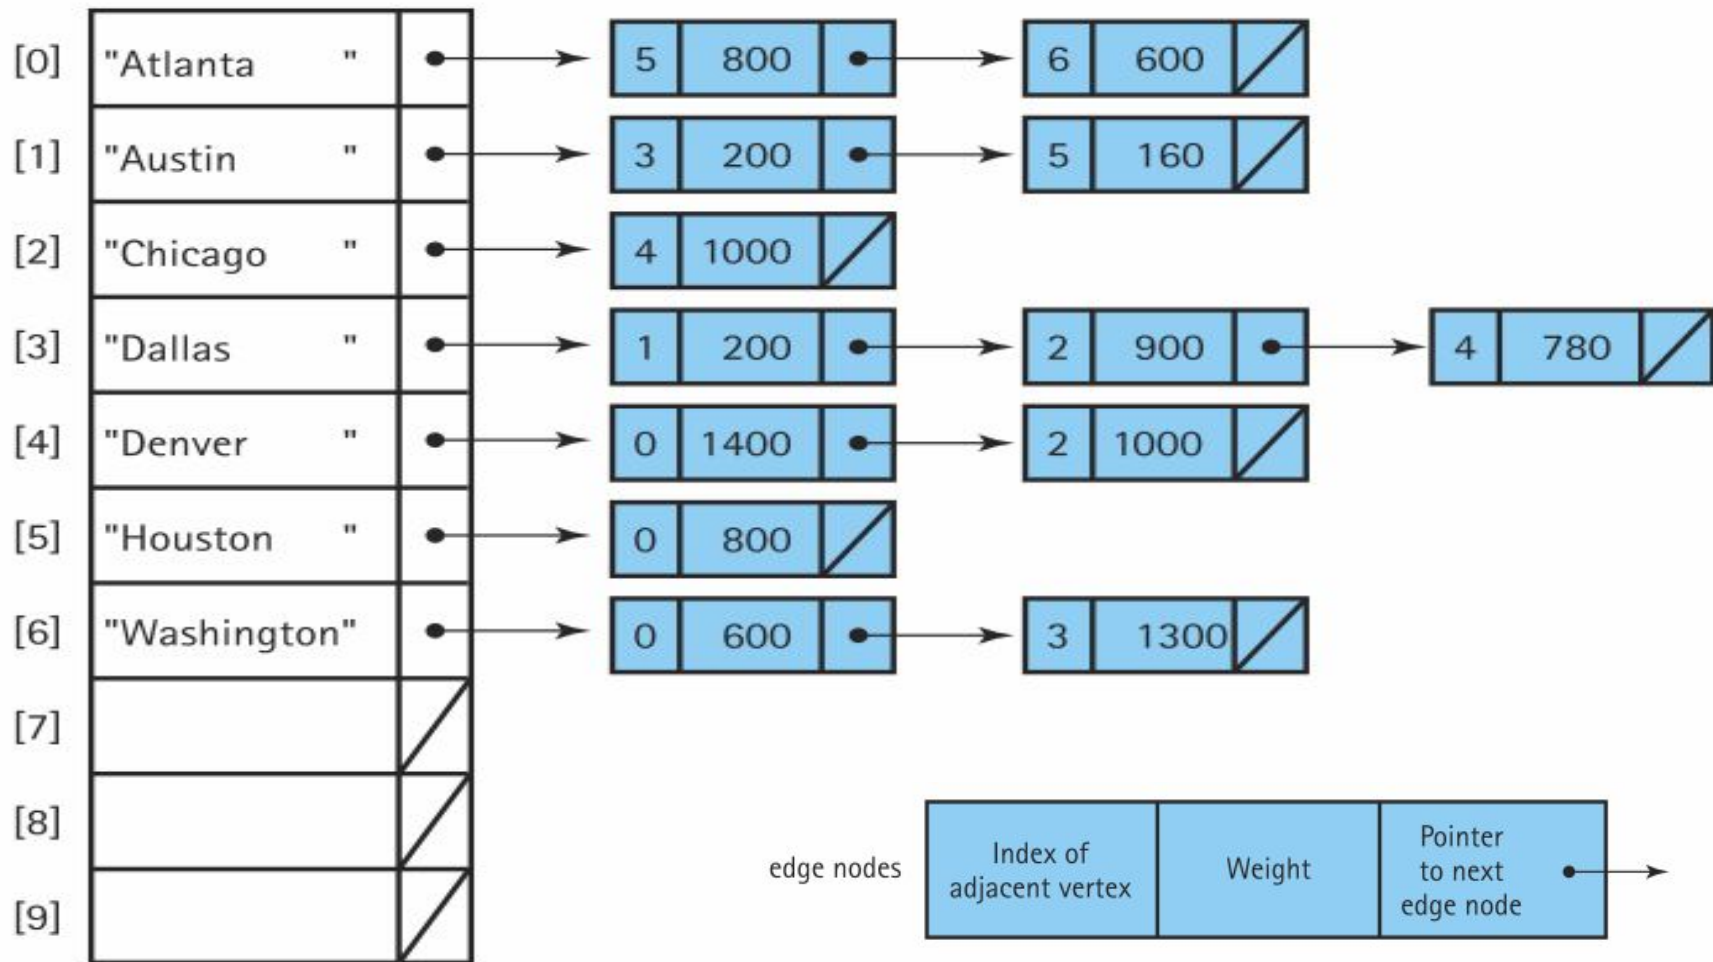 [0] "Atlanta " 5 800 6 600
[1] "Austin " 3 200 5 160
[2] "Chicago " 4 1000
[3] "Dallas " 1 200 2 900 4 780
[4] "Denver " 0 1400 2 1000
[5] "Houston " 0 800
[6] "Washington" 0 600 3 1300
[7]
[8]
[9]
edge nodes
Index of
adjacent vertex
Weight
Pointer
to next
edge node